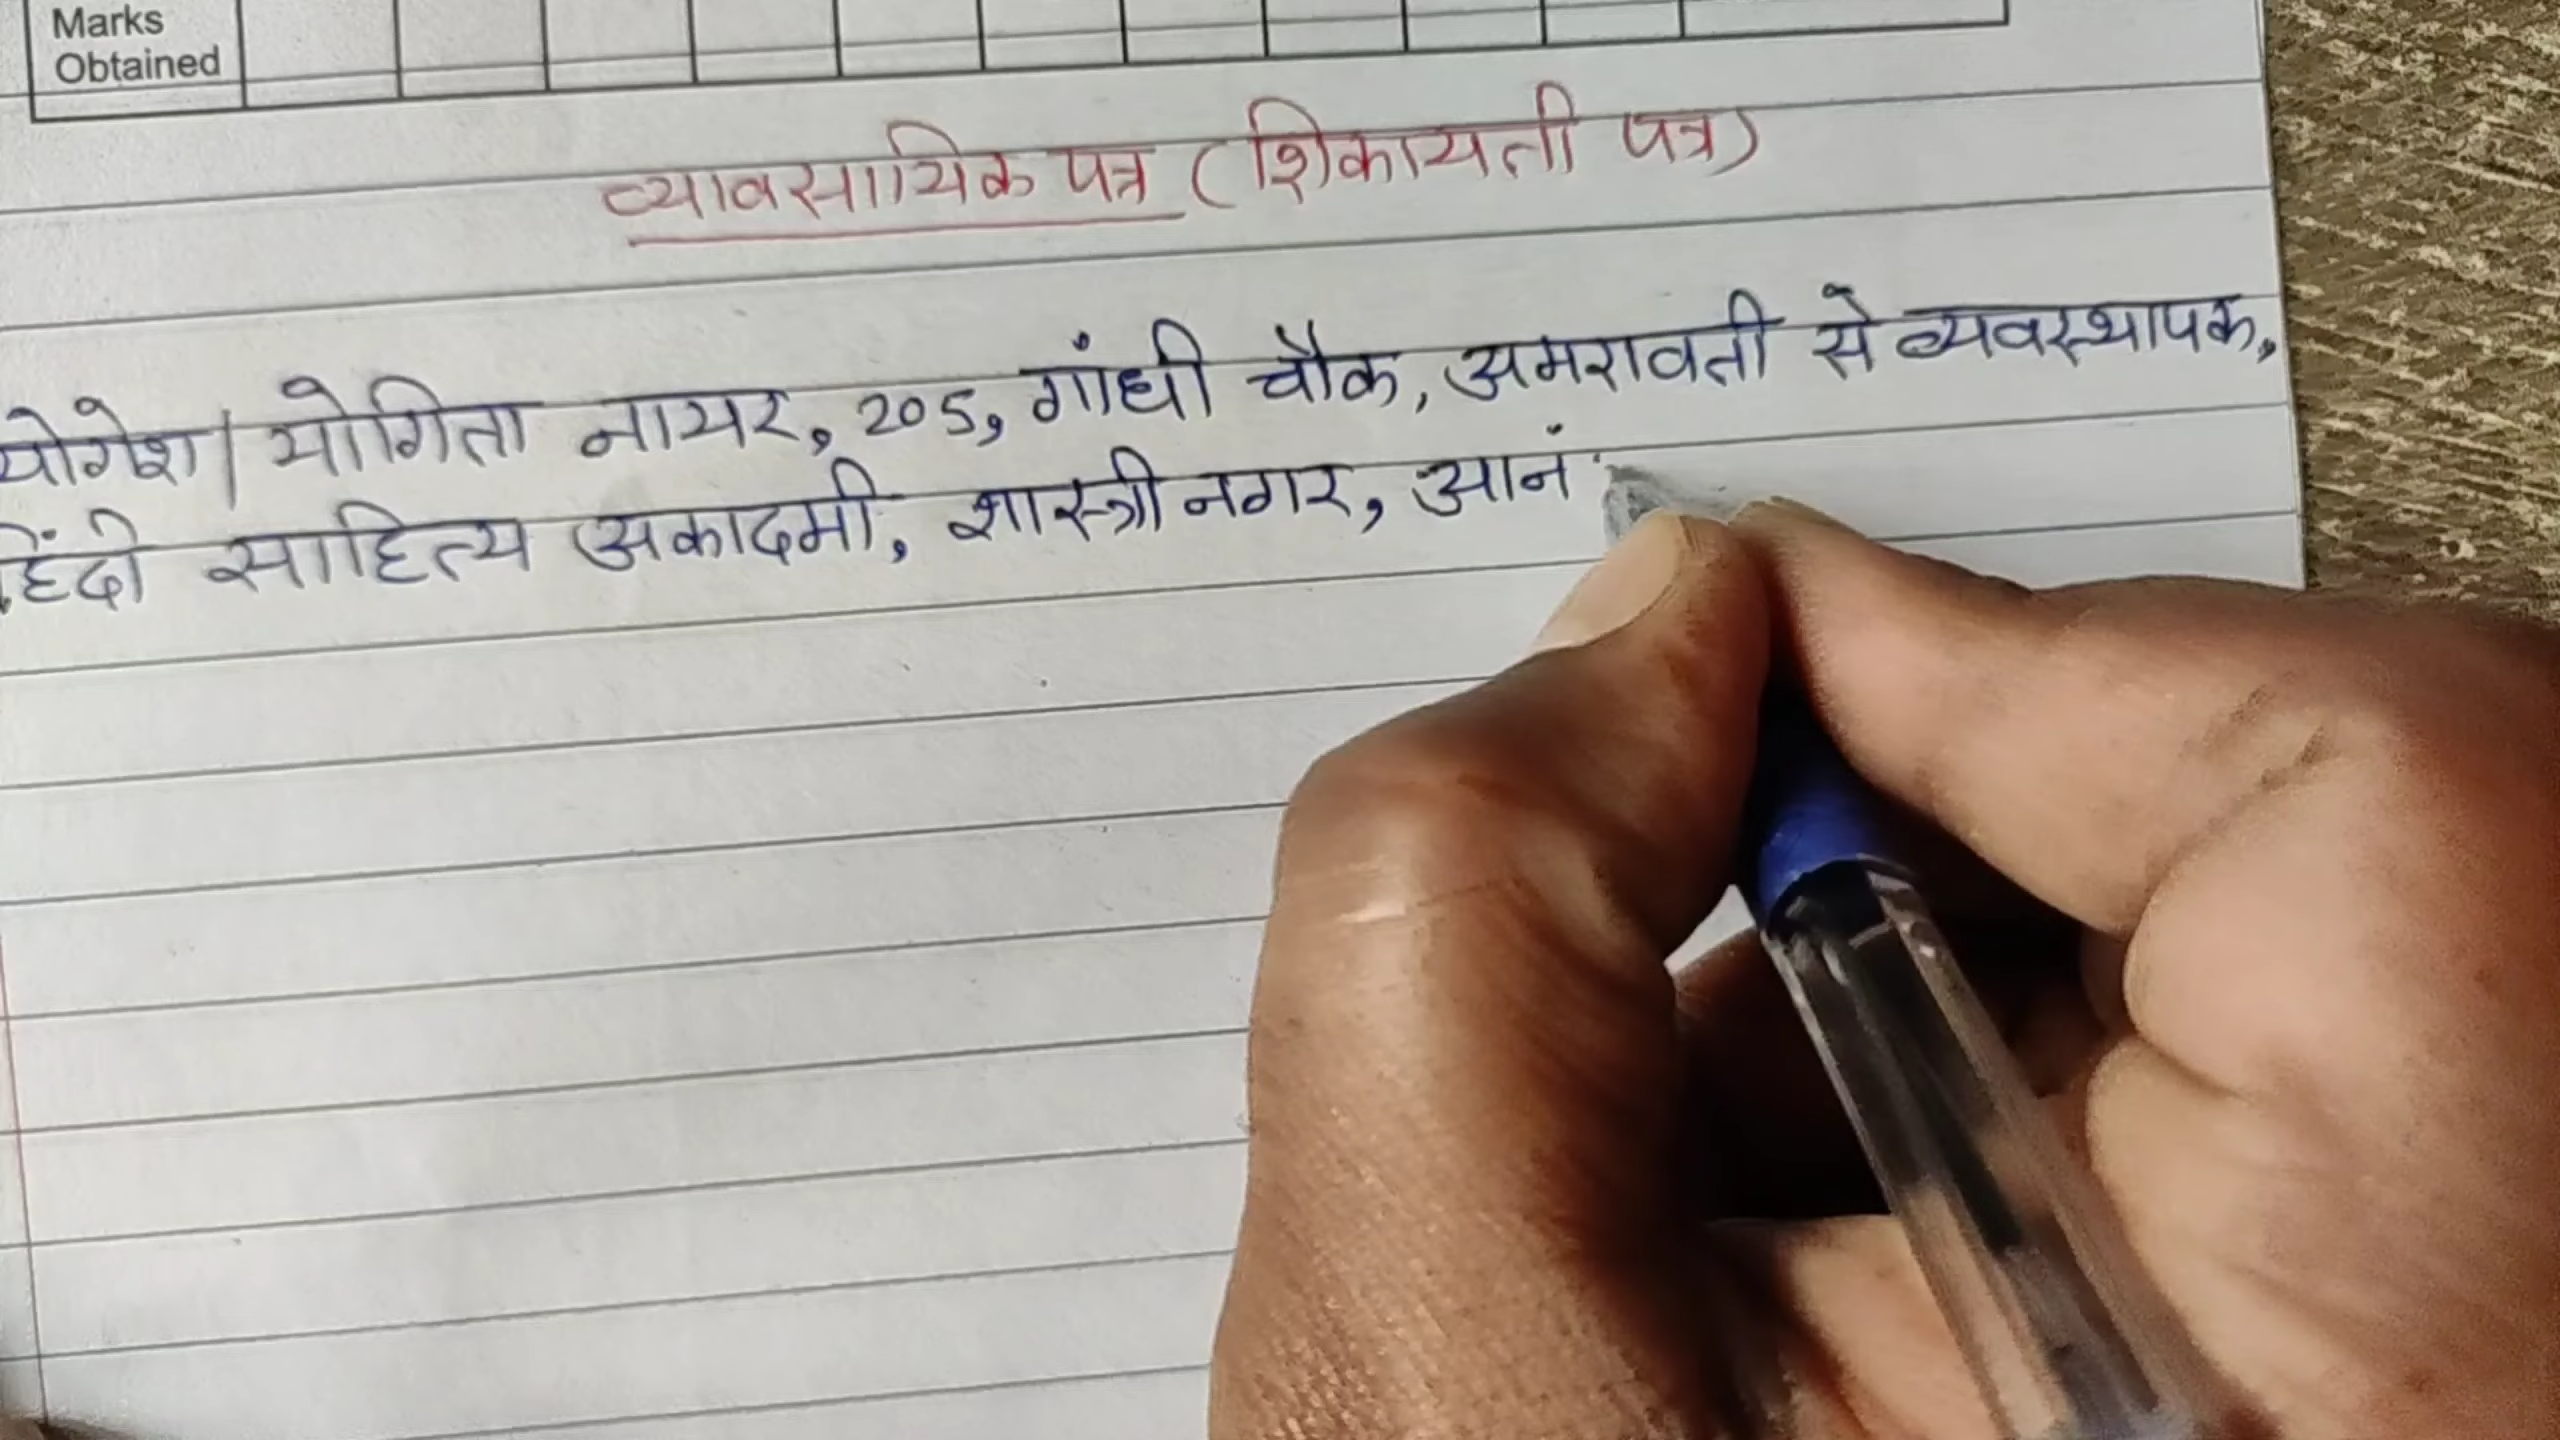 Marks
Obtained
व्यावसायिक पत्र (शिकायती पत्र)
योगेश/योगिता नायर, 205, गांधी चौक, अमरावती से व्यवस्थापक,
हिंदी साहित्य अकादमी, शास्त्री नगर, आनं